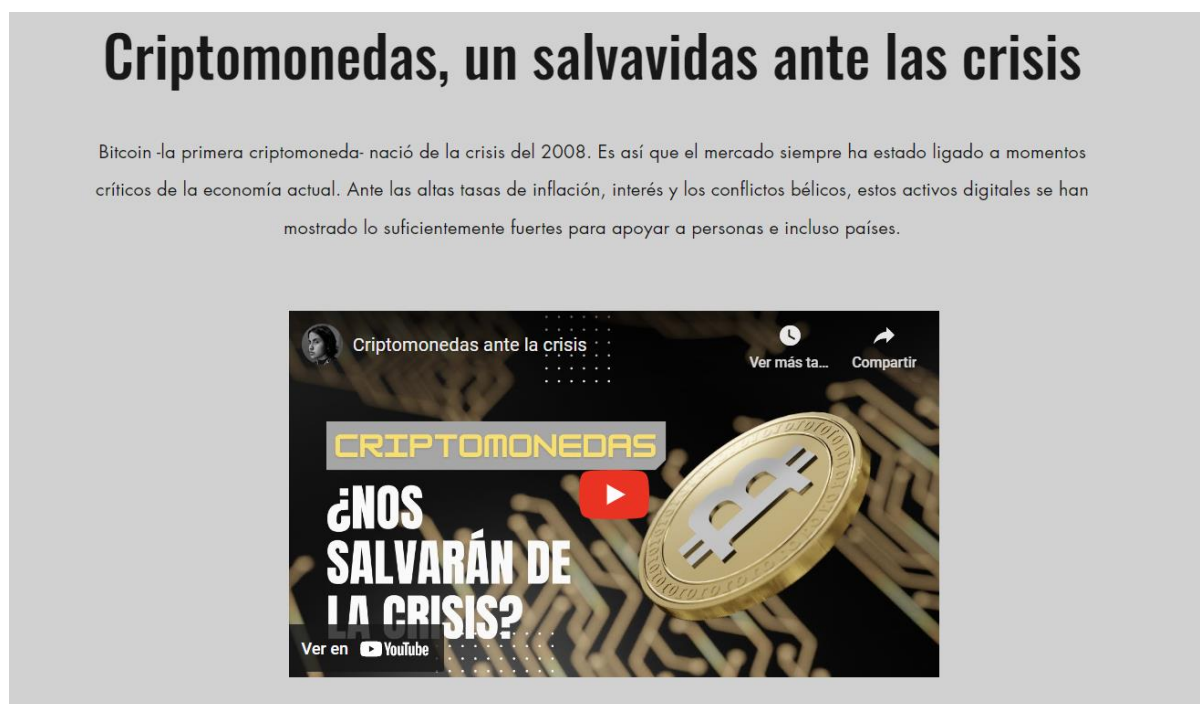 Criptomonedas, un salvavidas ante las crisis
Bitcoin -la primera criptomoneda- nació de la crisis del 2008. Es así que el mercado siempre ha estado ligado a momentos
críticos de la economía actual. Ante las altas tasas de inflación, interés y los conflictos bélicos, estos activos digitales se han
mostrado lo suficientemente fuertes para apoyar a personas e incluso países.
Criptomonedas ante la crisis
Ver más ta...
Compartir
CRIPTOMONEDAS
¿NOS
SALVARÁN DE
LA CRISIS?
Ver en YouTube